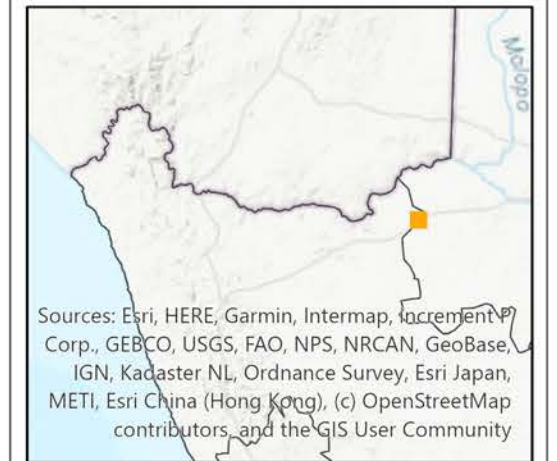 Molopo
Sources: Esri, HERE, Garmin, Intermap, increment P
Corp., GEBCO, USGS, FAO, NPS, NRCAN, GeoBase,
IGN, Kadaster NL, Ordnance Survey, Esri Japan,
METI, Esri China (Hong Kong), (c) OpenStreetMap
contributors, and the GIS User Community